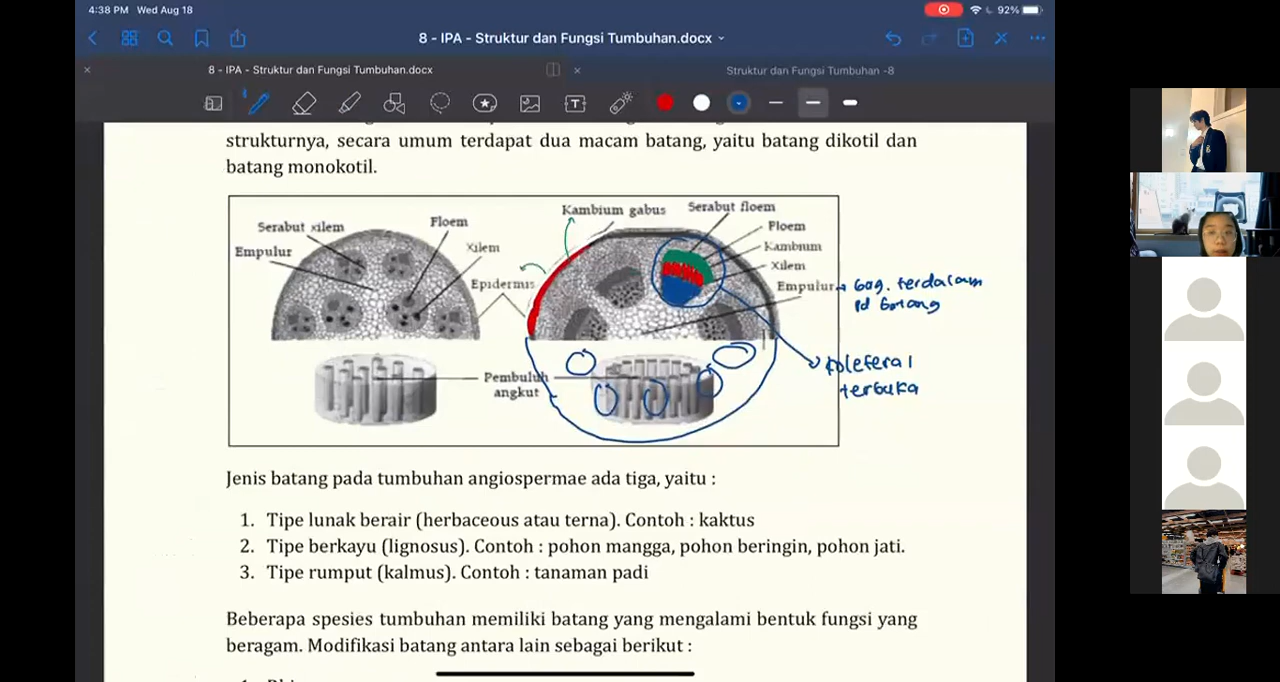 4:38 PM Wed Aug 18
92%
8 - IPA - Struktur dan Fungsi Tumbuhan.docx
8 - IPA - Struktur dan Fungsi Tumbuhan.docx
Struktur dan Fungsi Tumbuhan -8
strukturnya, secara umum terdapat dua macam batang, yaitu batang dikotil dan
batang monokotil.
Serabut xilem
Floem
Empulur
Xilem
Epidermis
Kambium gabus
Serabut floem
Floem
Kambium
Xilem
Empulur
bag. terdalam
pd batang
Pembuluh
angkut
koleteral
terbuka
Jenis batang pada tumbuhan angiospermae ada tiga, yaitu :
1. Tipe lunak berair (herbaceous atau terna). Contoh : kaktus
2. Tipe berkayu (lignosus). Contoh : pohon mangga, pohon beringin, pohon jati.
3. Tipe rumput (kalmus). Contoh : tanaman padi
Beberapa spesies tumbuhan memiliki batang yang mengalami bentuk fungsi yang
beragam. Modifikasi batang antara lain sebagai berikut :